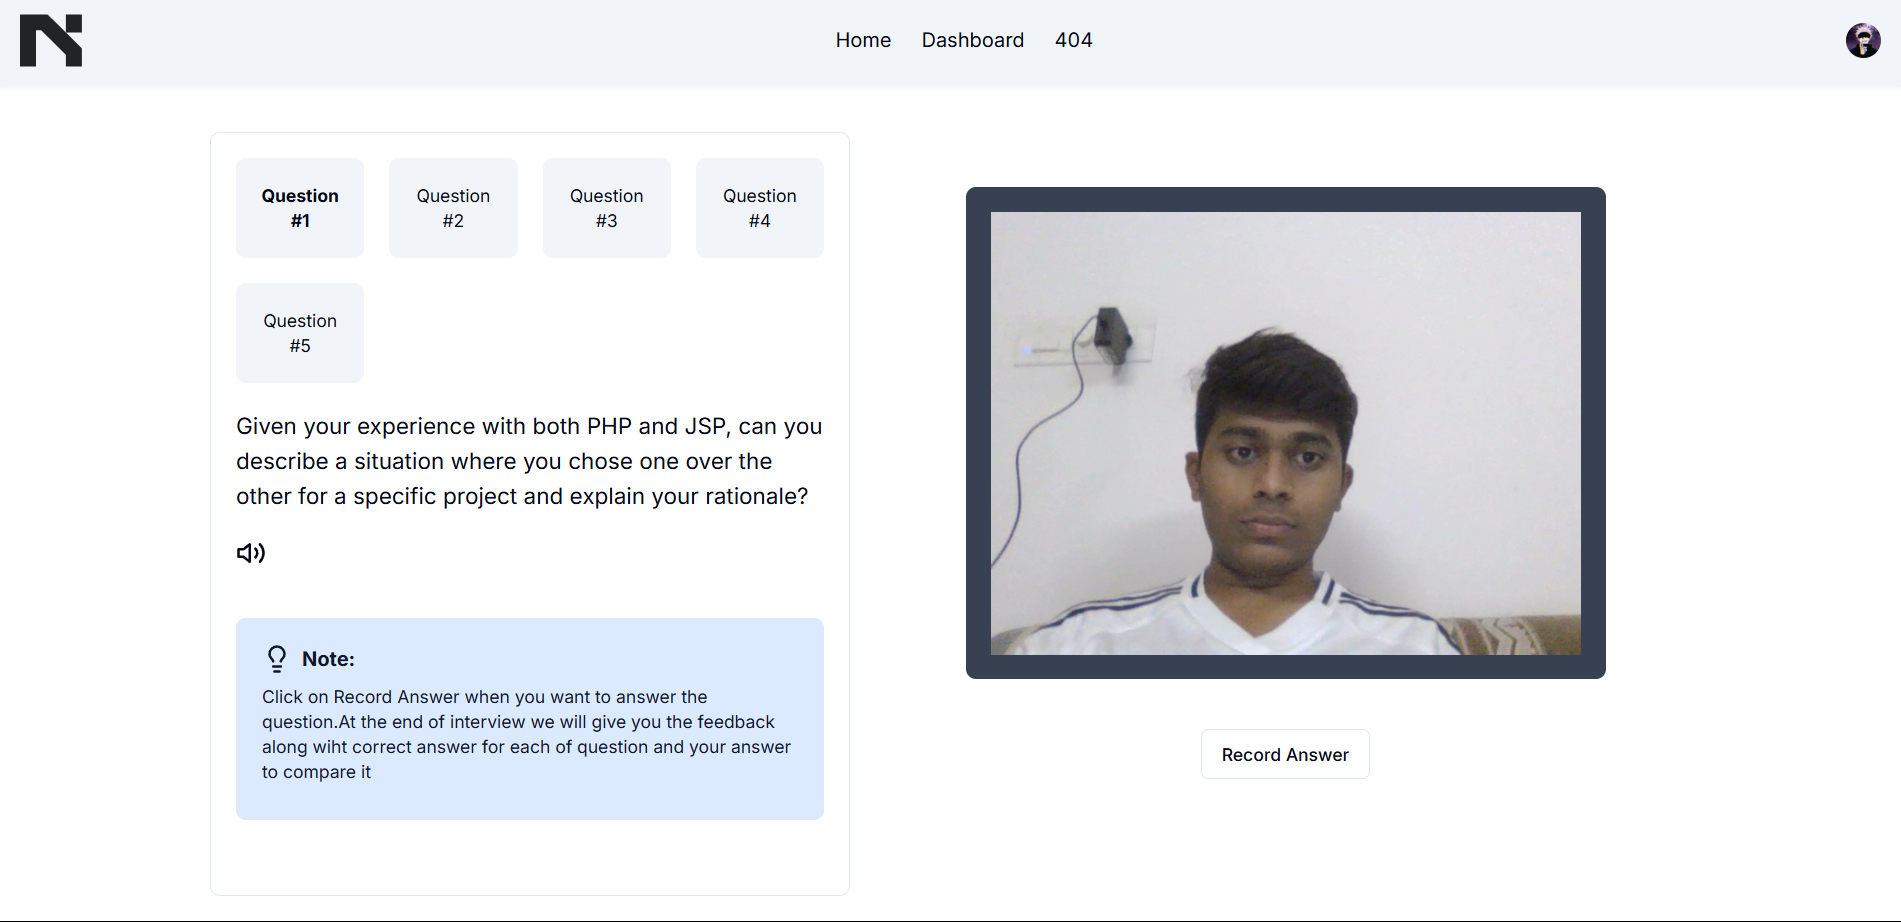 Home Dashboard 404
Question
#1
Question
#2
Question
#3
Question
#4
Question
#5
Given your experience with both PHP and JSP, can you
describe a situation where you chose one over the
other for a specific project and explain your rationale?
Note:
Click on Record Answer when you want to answer the
question.At the end of interview we will give you the feedback
along wiht correct answer for each of question and your answer
to compare it
Record Answer